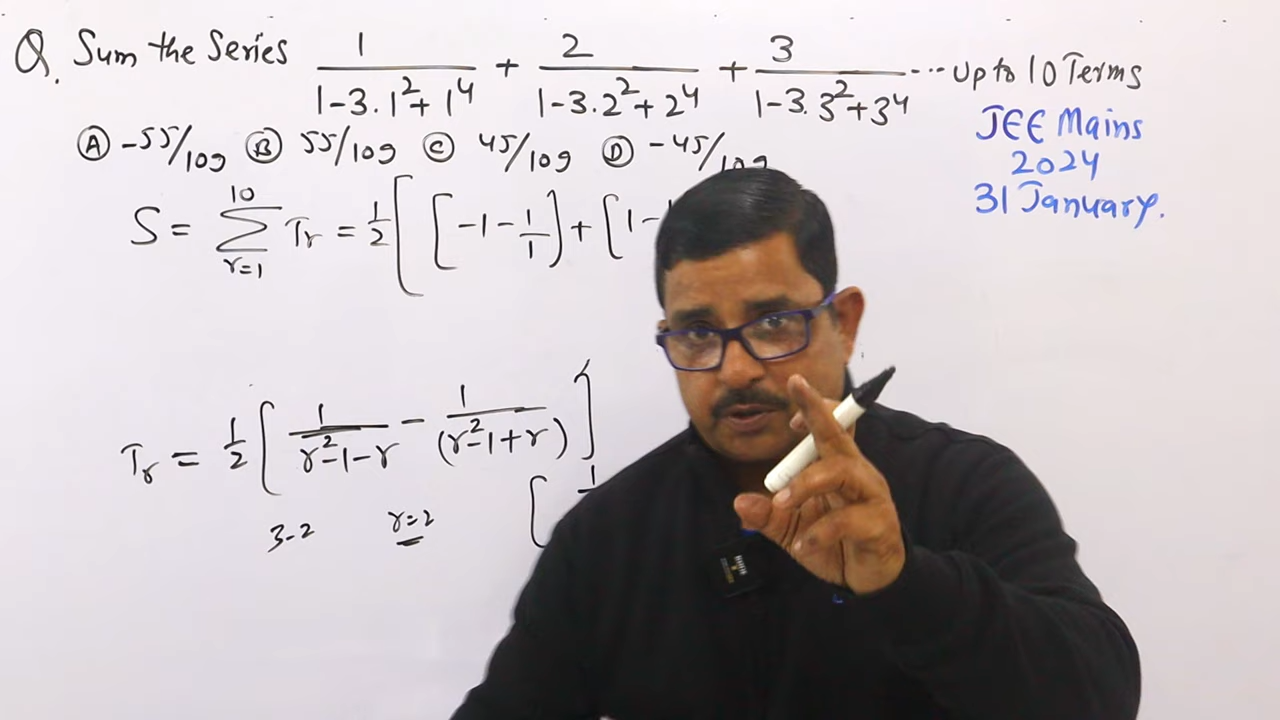 Q. Sum the Series 1/(1-3.1²+1⁴) + 2/(1-3.2²+2⁴) + 3/(1-3.3²+3⁴) .... Upto 10 Terms
JEE Mains
2024
31 January.
(A) -55/109 (B) 55/109 (C) 45/109 (D) -45/109
S = 10 Σ r=1 Tr = 1/2 [ [-1 - 1/1] + [1 -
Tr = 1/2 [ 1/(r²-1-r) - 1/(r²-1+r) ]
[ 1
3-2 r=2